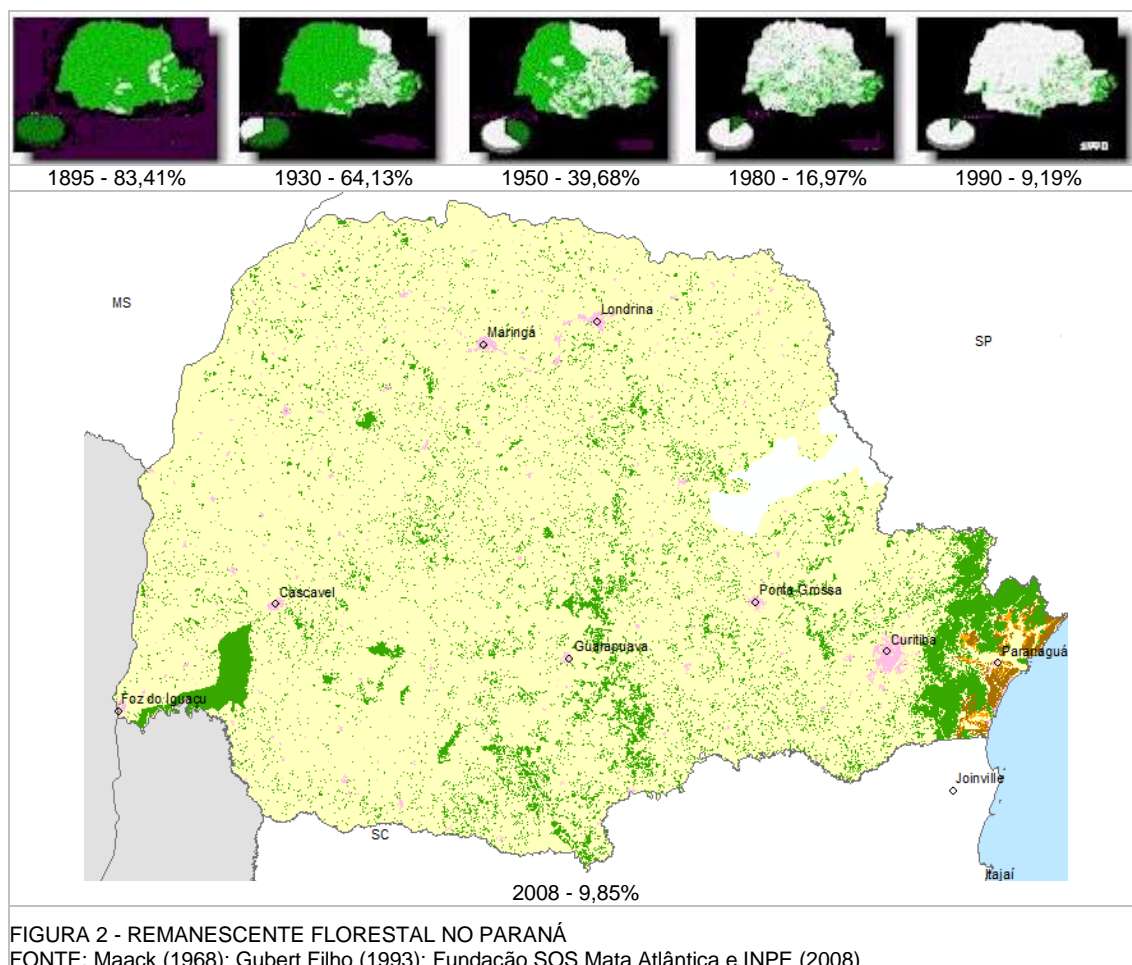 1990
1895 - 83,41%
1930 - 64,13%
1950 - 39,68%
1980 - 16,97%
1990 - 9,19%
MS
Londrina
Maringá
SP
Cascavel
Ponta Grossa
Curitiba
Guarapuava
Paranaguá
Foz do Iguaçu
Joinville
SC
Itajaí
2008 - 9,85%
FIGURA 2 - REMANESCENTE FLORESTAL NO PARANÁ
FONTE: Maack (1968); Gubert Filho (1993); Fundação SOS Mata Atlântica e INPE (2008)